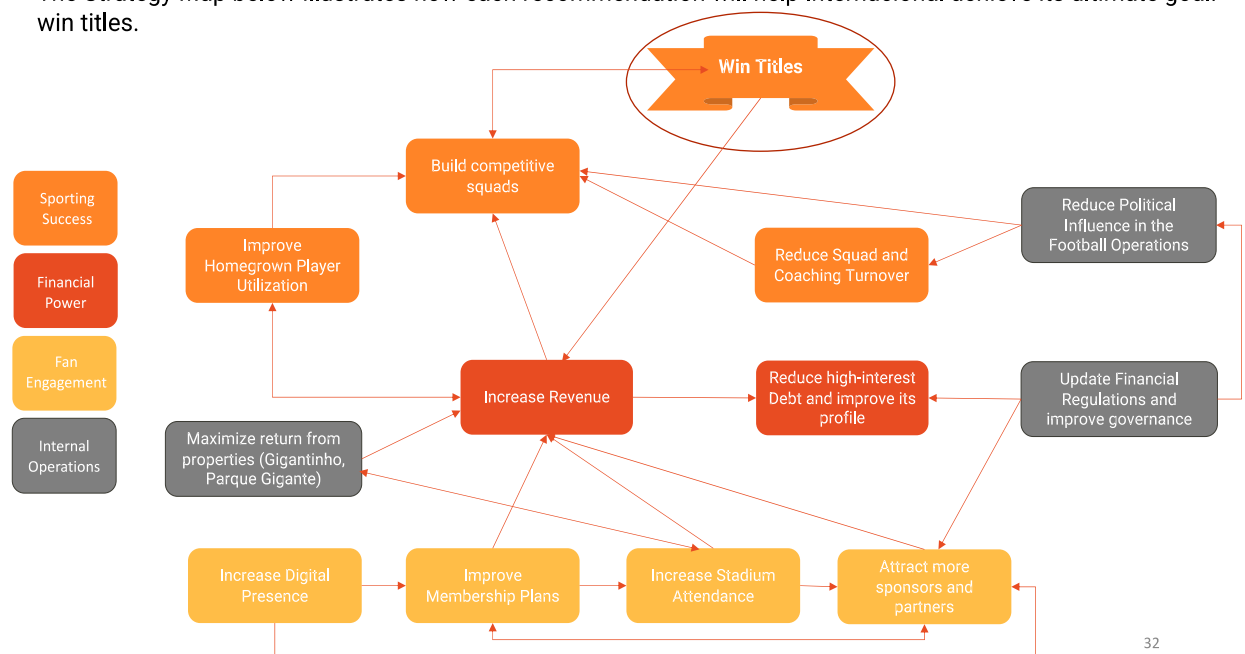 win titles.
Win Titles
Build competitive
squads
Sporting
Success
Reduce Political
Influence in the
Football Operations
Improve
Homegrown Player
Utilization
Reduce Squad and
Coaching Turnover
Financial
Power
Fan
Engagement
Increase Revenue
Reduce high-interest
Debt and improve its
profile
Update Financial
Regulations and
improve governance
Internal
Operations
Maximize return from
properties (Gigantinho,
Parque Gigante)
Increase Digital
Presence
Improve
Membership Plans
Increase Stadium
Attendance
Attract more
sponsors and
partners
32